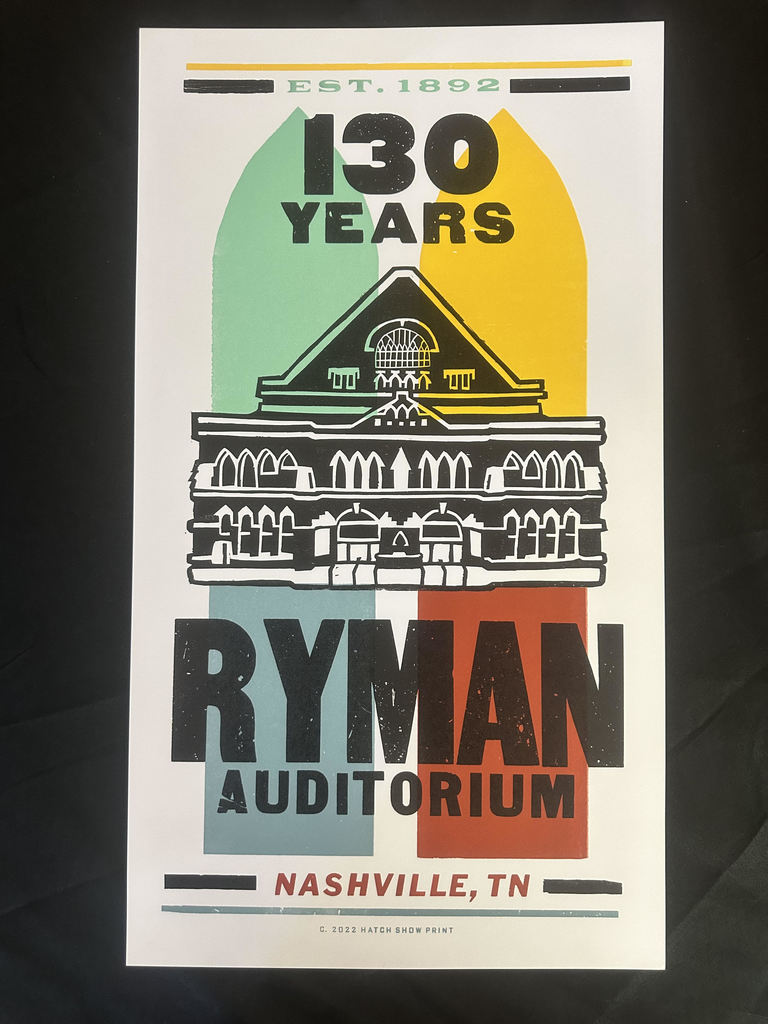 EST. 1892
130
YEARS
RYMAN
AUDITORIUM
NASHVILLE, TN
C. 2022 HATCH SHOW PRINT